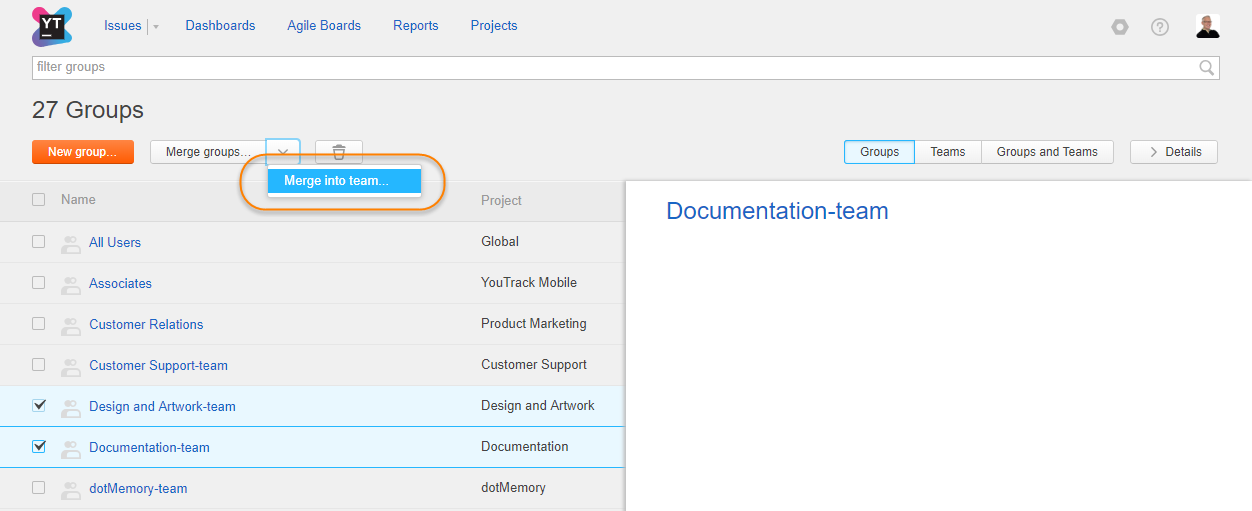 YT
Issues Dashboards Agile Boards Reports Projects
filter groups
27 Groups
New group... Merge groups... Groups Teams Groups and Teams Details
Merge into team...
Name Project
Documentation-team
All Users Global
Associates YouTrack Mobile
Customer Relations Product Marketing
Customer Support-team Customer Support
Design and Artwork-team Design and Artwork
Documentation-team Documentation
dotMemory-team dotMemory